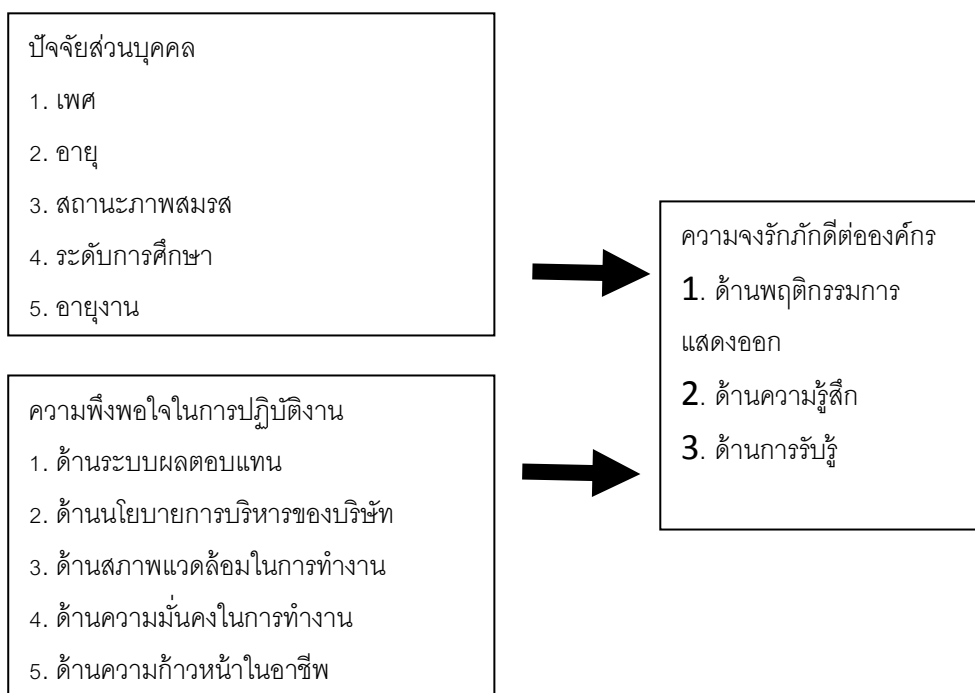 ปัจจัยส่วนบุคคล
1. เพศ
2. อายุ
3. สถานะภาพสมรส
4. ระดับการศึกษา
5. อายุงาน
ความพึงพอใจในการปฏิบัติงาน
1. ด้านระบบผลตอบแทน
2. ด้านนโยบายการบริหารของบริษัท
3. ด้านสภาพแวดล้อมในการทำงาน
4. ด้านความมั่นคงในการทำงาน
5. ด้านความก้าวหน้าในอาชีพ
ความจงรักภักดีต่อองค์กร
1. ด้านพฤติกรรมการ
แสดงออก
2. ด้านความรู้สึก
3. ด้านการรับรู้